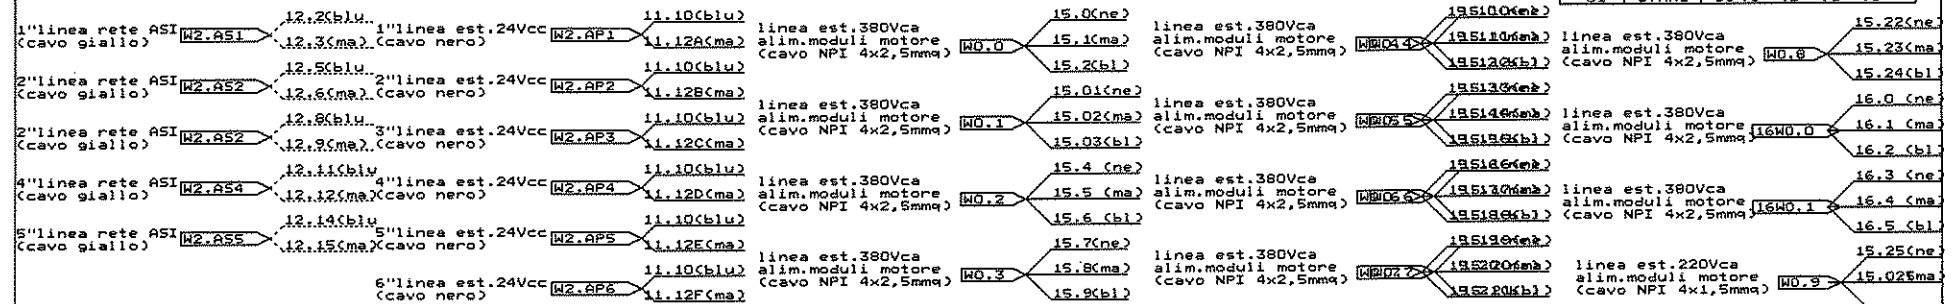 1"linea rete ASI
(cavo giallo)
W2.AS1
12.2(blu
12.3(ma)
2"linea rete ASI
(cavo giallo)
W2.AS2
12.5(blu
12.6(ma)
2"linea rete ASI
(cavo giallo)
W2.AS2
12.8(blu
12.9(ma)
4"linea rete ASI
(cavo giallo)
W2.AS4
12.11(blu
12.12(ma)
5"linea rete ASI
(cavo giallo)
W2.AS5
12.14(blu
12.15(ma)
1"linea est.24Vcc
(cavo nero)
W2.AP1
11.10(blu)
11.12A(ma)
2"linea est.24Vcc
(cavo nero)
W2.AP2
11.10(blu)
11.12B(ma)
3"linea est.24Vcc
(cavo nero)
W2.AP3
11.10(blu)
11.12C(ma)
4"linea est.24Vcc
(cavo nero)
W2.AP4
11.10(blu)
11.12D(ma)
5"linea est.24Vcc
(cavo nero)
W2.AP5
11.10(blu)
11.12E(ma)
6"linea est.24Vcc
(cavo nero)
W2.AP6
11.10(blu)
11.12F(ma)
linea est.380Vca
alim.moduli motore
(cavo NPI 4x2,5mmq)
W0.0
15.0(ne)
15.1(ma)
15.2(bl)
linea est.380Vca
alim.moduli motore
(cavo NPI 4x2,5mmq)
W0.1
15.01(ne)
15.02(ma)
15.03(bl)
linea est.380Vca
alim.moduli motore
(cavo NPI 4x2,5mmq)
W0.2
15.4 (ne)
15.5 (ma)
15.6 (bl)
linea est.380Vca
alim.moduli motore
(cavo NPI 4x2,5mmq)
W0.3
15.7(ne)
15.8(ma)
15.9(bl)
linea est.380Vca
alim.moduli motore
(cavo NPI 4x2,5mmq)
linea est.380Vca
alim.moduli motore
(cavo NPI 4x2,5mmq)
linea est.380Vca
alim.moduli motore
(cavo NPI 4x2,5mmq)
linea est.380Vca
alim.moduli motore
(cavo NPI 4x2,5mmq)
linea est.380Vca
alim.moduli motore
(cavo NPI 4x2,5mmq)
W0.8
15.22(ne)
15.23(ma)
15.24(bl)
linea est.380Vca
alim.moduli motore
(cavo NPI 4x2,5mmq)
16W0.0
16.0 (ne)
16.1 (ma)
16.2 (bl)
linea est.380Vca
alim.moduli motore
(cavo NPI 4x2,5mmq)
16W0.1
16.3 (ne)
16.4 (ma)
16.5 (bl)
linea est.220Vca
alim.moduli motore
(cavo NPI 4x1,5mmq)
W0.9
15.25(ne)
15.025ma)